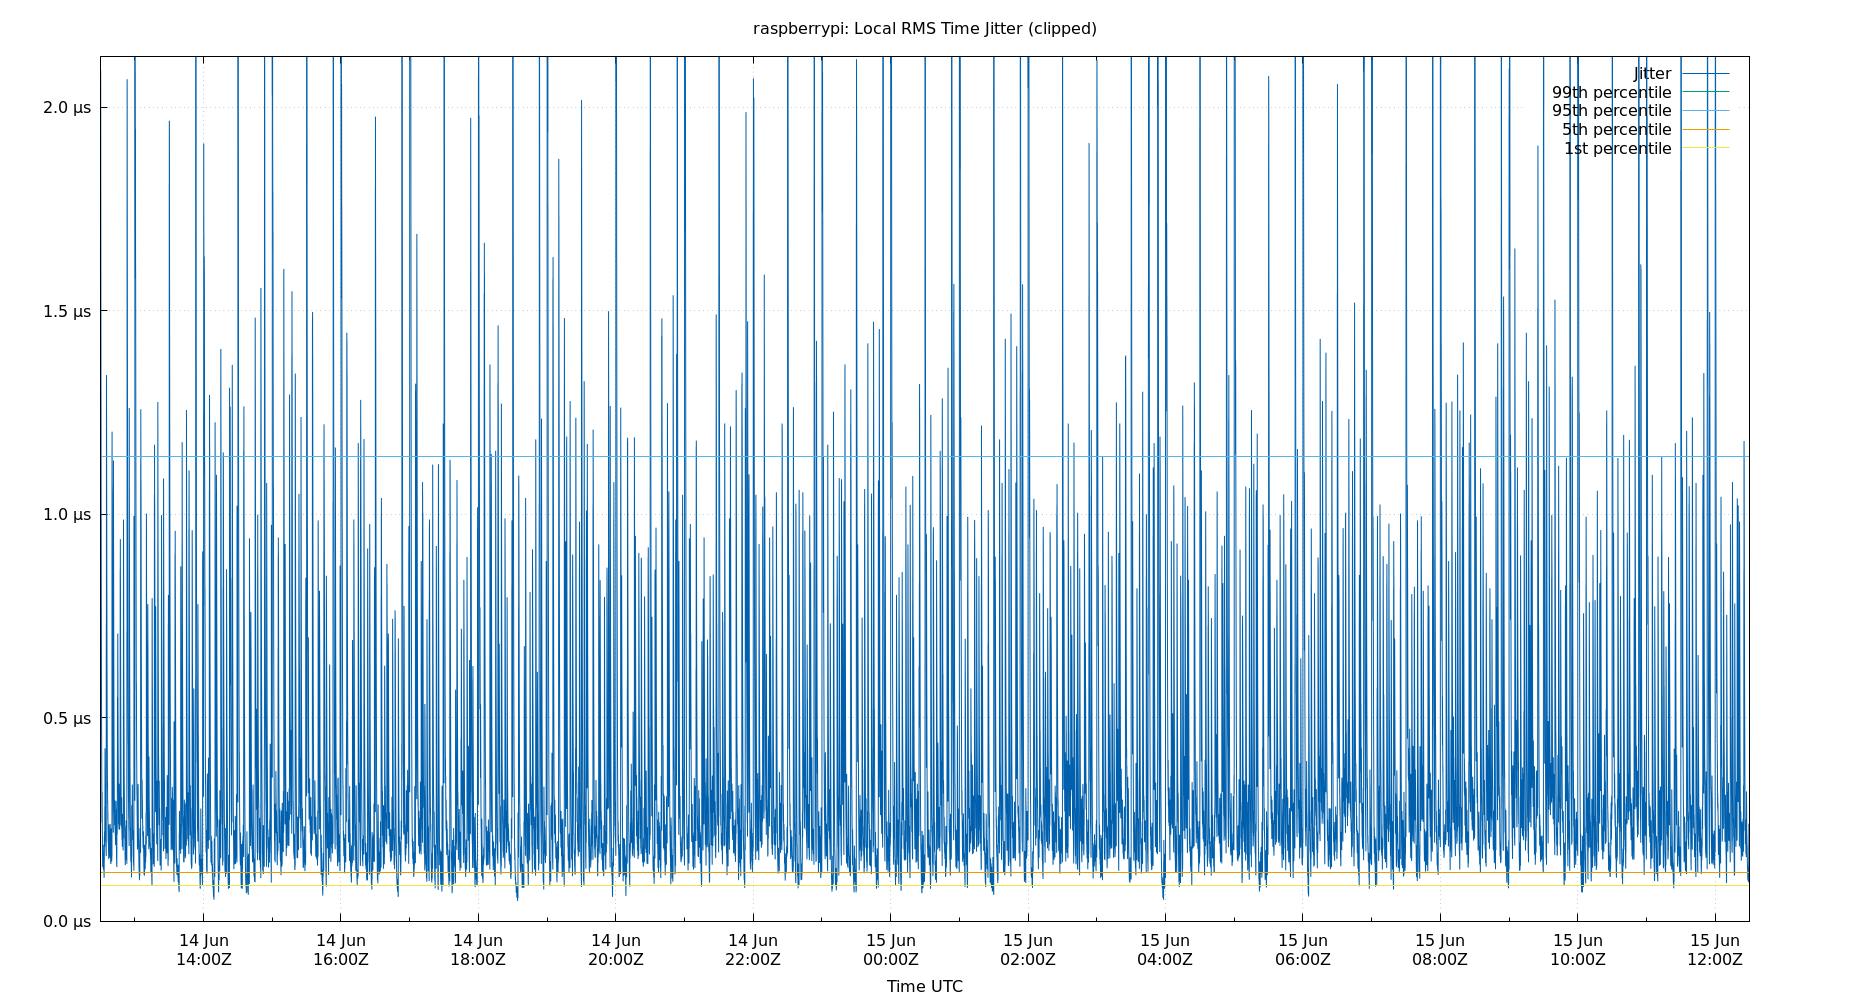 raspberrypi: Local RMS Time Jitter (clipped)
Jitter
99th percentile
95th percentile
5th percentile
1st percentile
2.0 μs
1.5 μs
1.0 μs
0.5 μs
0.0 μs
14 Jun 14 Jun 14 Jun 14 Jun 14 Jun 15 Jun 15 Jun 15 Jun 15 Jun 15 Jun 15 Jun 15 Jun
14:00Z 16:00Z 18:00Z 20:00Z 22:00Z 00:00Z 02:00Z 04:00Z 06:00Z 08:00Z 10:00Z 12:00Z
Time UTC